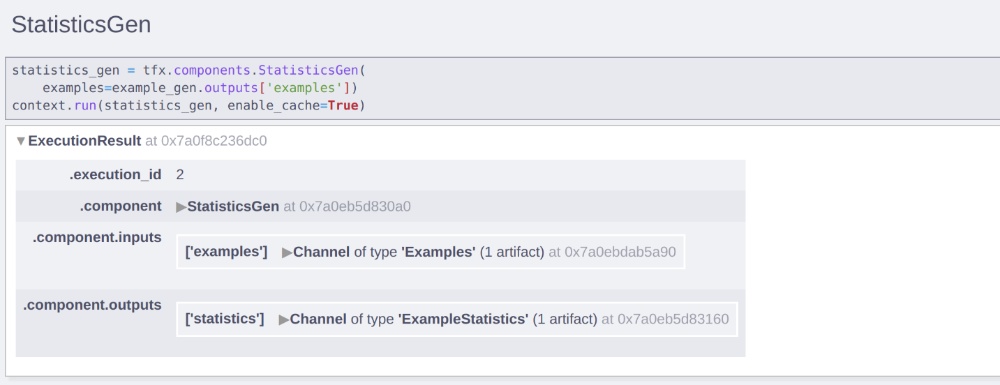 StatisticsGen
statistics_gen = tfx.components.StatisticsGen(
    examples=example_gen.outputs['examples'])
context.run(statistics_gen, enable_cache=True)
▼ExecutionResult at 0x7a0f8c236dc0
.execution_id 2
.component ▶StatisticsGen at 0x7a0eb5d830a0
.component.inputs
['examples'] ▶Channel of type 'Examples' (1 artifact) at 0x7a0ebdab5a90
.component.outputs
['statistics'] ▶Channel of type 'ExampleStatistics' (1 artifact) at 0x7a0eb5d83160